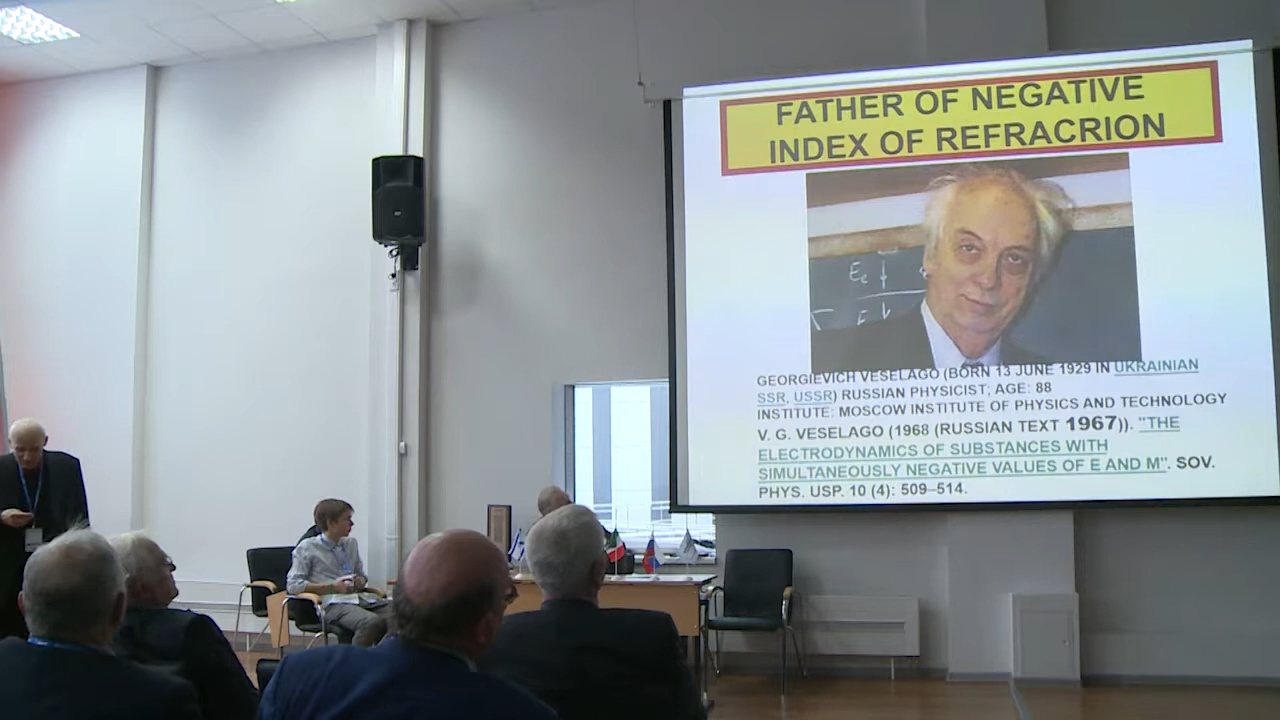 FATHER OF NEGATIVE
INDEX OF REFRACRION
GEORGIEVICH VESELAGO (BORN 13 JUNE 1929 IN UKRAINIAN
SSR, USSR) RUSSIAN PHYSICIST; AGE: 88
INSTITUTE: MOSCOW INSTITUTE OF PHYSICS AND TECHNOLOGY
V. G. VESELAGO (1968 (RUSSIAN TEXT 1967)). "THE
ELECTRODYNAMICS OF SUBSTANCES WITH
SIMULTANEOUSLY NEGATIVE VALUES OF Ε AND Μ". SOV.
PHYS. USP. 10 (4): 509–514.